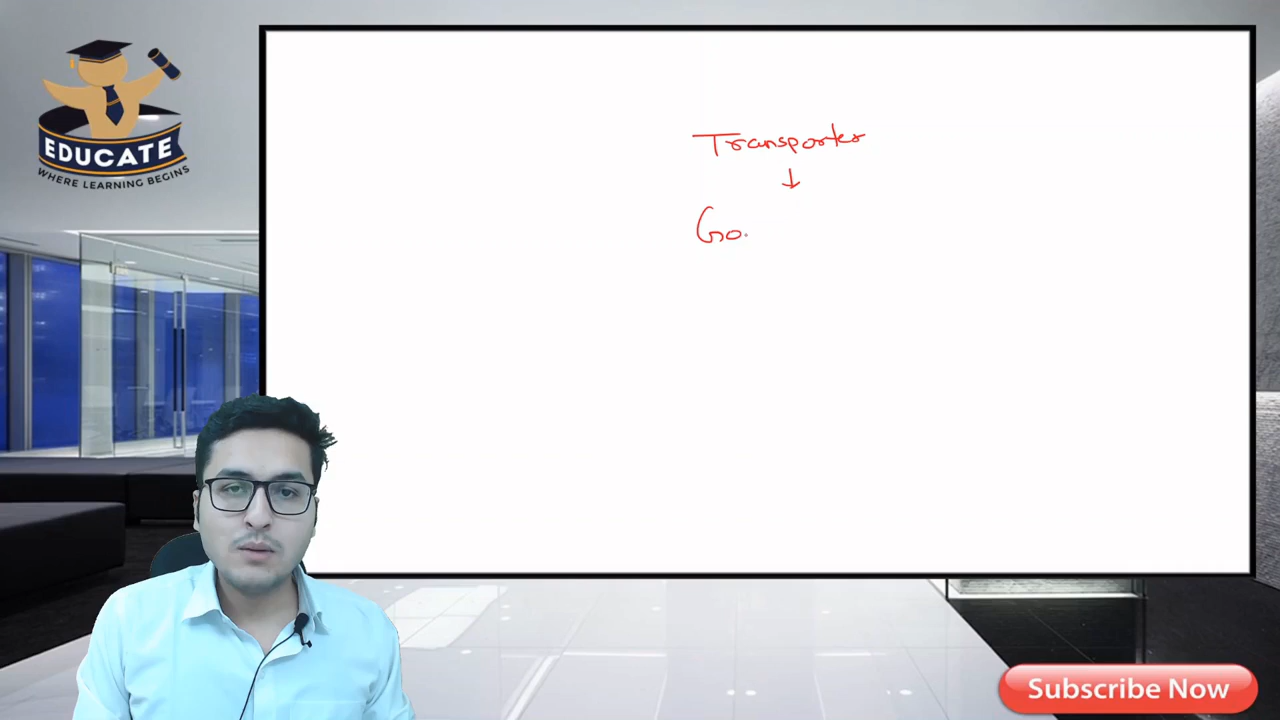 EDUCATE
WHERE LEARNING BEGINS
Transporter
↓
Go
Subscribe Now